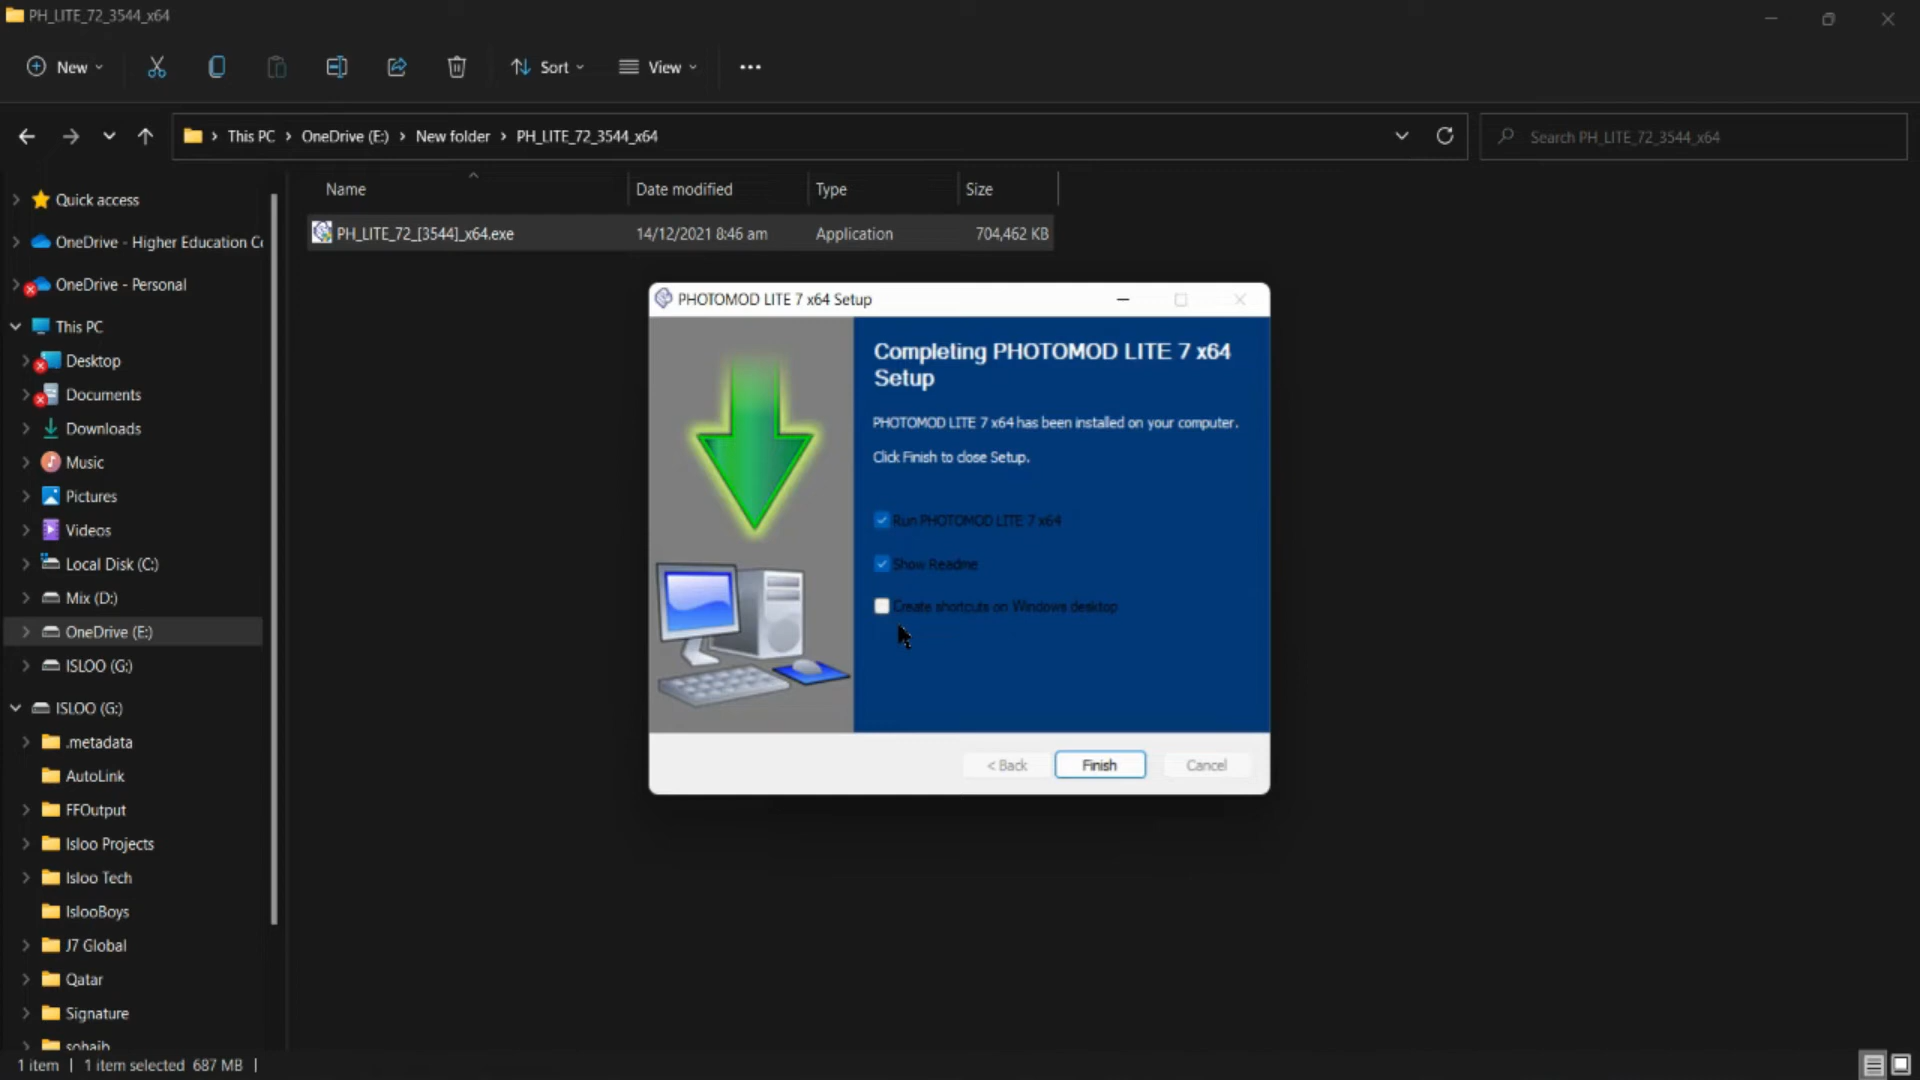 PH_LITE_72_3544_x64
New
Sort
View
This PC > OneDrive (E:) > New folder > PH_LITE_72_3544_x64
Search PH_LITE_72_3544_x64
Name Date modified Type Size
PH_LITE_72_[3544]_x64.exe 14/12/2021 8:46 am Application 704,462 KB
Quick access
OneDrive - Higher Education
OneDrive - Personal
This PC
Desktop
Documents
Downloads
Music
Pictures
Videos
Local Disk (C:)
Mix (D:)
OneDrive (E:)
ISLOO (G:)
ISLOO (G:)
.metadata
AutoLink
FFOutput
Isloo Projects
Isloo Tech
IslooBoys
J7 Global
Qatar
Signature
sohaib
PHOTOMOD LITE 7 x64 Setup
Completing PHOTOMOD LITE 7 x64
Setup
PHOTOMOD LITE 7 x64 has been installed on your computer.
Click Finish to close Setup.
Run PHOTOMOD LITE 7 x64
Show Readme
Create shortcuts on Windows desktop
< Back Finish Cancel
1 item 1 item selected 687 MB